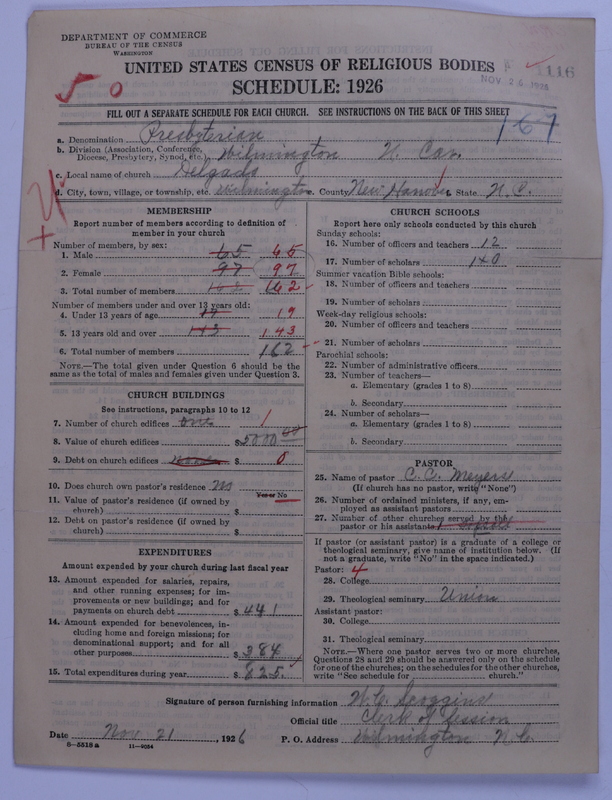 DEPARTMENT OF COMMERCE
BUREAU OF THE CENSUS
WASHINGTON
UNITED STATES CENSUS OF RELIGIOUS BODIES
SCHEDULE: 1926
NOV 26 1926
1116
5 0
FILL OUT A SEPARATE SCHEDULE FOR EACH CHURCH. SEE INSTRUCTIONS ON THE BACK OF THIS SHEET
167
a. Denomination Presbyterian
b. Division (Association, Conference, Diocese, Presbytery, Synod, etc.) Wilmington N. Car.
c. Local name of church Delgado
d. City, town, village, or township, etc. Wilmington County New Hanover State N.C.
MEMBERSHIP
Report number of members according to definition of member in your church
Number of members, by sex:
1. Male 65 65
2. Female 97 97
3. Total number of members 162
Number of members under and over 13 years old:
4. Under 13 years of age 19 19
5. 13 years old and over 143 143
6. Total number of members 162
NOTE.—The total given under Question 6 should be the same as the total of males and females given under Question 3.
CHURCH BUILDINGS
See instructions, paragraphs 10 to 12
7. Number of church edifices one 1
8. Value of church edifices $ 5000 00
9. Debt on church edifices $ 0
10. Does church own pastor's residence no Yes or No
11. Value of pastor's residence (if owned by church) $
12. Debt on pastor's residence (if owned by church) $
EXPENDITURES
Amount expended by your church during last fiscal year
13. Amount expended for salaries, repairs, and other running expenses; for improvements or new buildings; and for payments on church debt $ 441
14. Amount expended for benevolences, including home and foreign missions; for denominational support; and for all other purposes $ 384
15. Total expenditures during year $ 825.
CHURCH SCHOOLS
Report here only schools conducted by this church
Sunday schools:
16. Number of officers and teachers 12
17. Number of scholars 140
Summer vacation Bible schools:
18. Number of officers and teachers
19. Number of scholars
Week-day religious schools:
20. Number of officers and teachers
21. Number of scholars
Parochial schools:
22. Number of administrative officers
23. Number of teachers—
a. Elementary (grades 1 to 8)
b. Secondary
24. Number of scholars—
a. Elementary (grades 1 to 8)
b. Secondary
PASTOR
25. Name of pastor C. C. Meyers
(If church has no pastor, write "None")
26. Number of ordained ministers, if any, employed as assistant pastors
27. Number of other churches served by this pastor or his assistants
If pastor (or assistant pastor) is a graduate of a college or theological seminary, give name of institution below. (If not a graduate, write "No" in the space indicated.)
Pastor: 4
28. College
29. Theological seminary Union
Assistant pastor:
30. College
31. Theological seminary
NOTE.—Where one pastor serves two or more churches, Questions 28 and 29 should be answered only on the schedule for one of the churches; on the schedules for the other churches, write "See schedule for church."
Signature of person furnishing information W. C. Scoggins
Official title Clerk of Session
Date Nov. 21, 1926 P. O. Address Wilmington N. C.
8—5518 a 11—9054